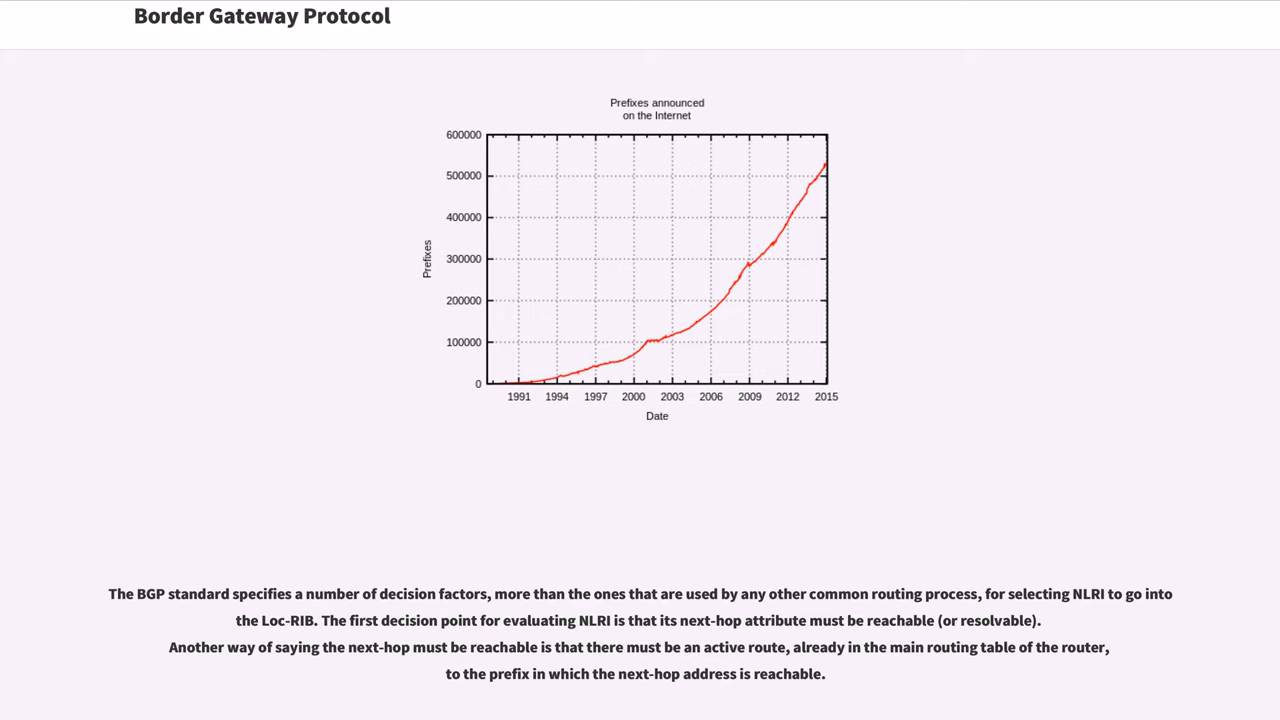 Border Gateway Protocol
Prefixes announced
on the Internet
600000
500000
400000
300000
200000
100000
0
Prefixes
1991 1994 1997 2000 2003 2006 2009 2012 2015
Date
The BGP standard specifies a number of decision factors, more than the ones that are used by any other common routing process, for selecting NLRI to go into
the Loc-RIB. The first decision point for evaluating NLRI is that its next-hop attribute must be reachable (or resolvable).
Another way of saying the next-hop must be reachable is that there must be an active route, already in the main routing table of the router,
to the prefix in which the next-hop address is reachable.